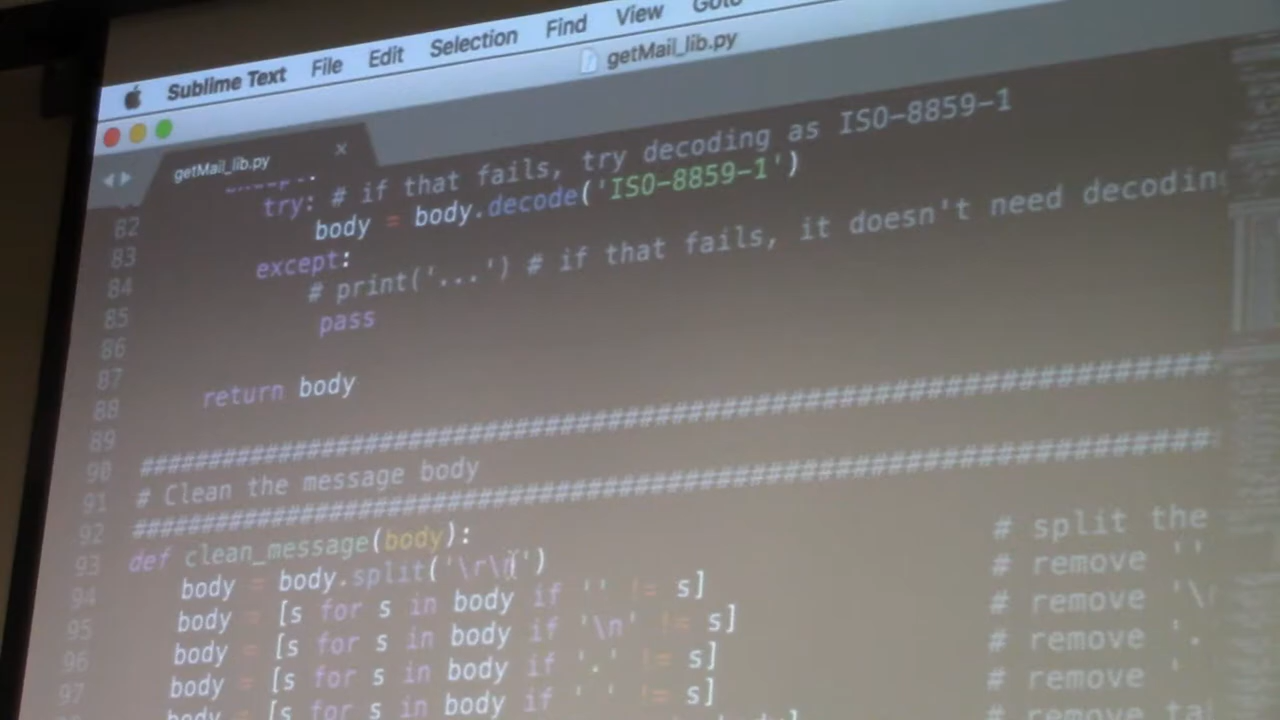 Sublime Text File Edit Selection Find View Goto
getMail_lib.py
getMail_lib.py ×
82 try: # if that fails, try decoding as ISO-8859-1
83 body = body.decode('ISO-8859-1')
84 except:
85 # print('...') # if that fails, it doesn't need decoding
86 pass
87
88 return body
89
90 ################################################################################
91 # Clean the message body
92 ################################################################################
93 def clean_message(body):
94 body = body.split('\r\n') # split the
95 body = [s for s in body if '' != s] # remove ''
96 body = [s for s in body if '\n' != s] # remove
97 body = [s for s in body if '.' != s] # remove '.
body = [s for s in body if ' ' != s] # remove '
# remove